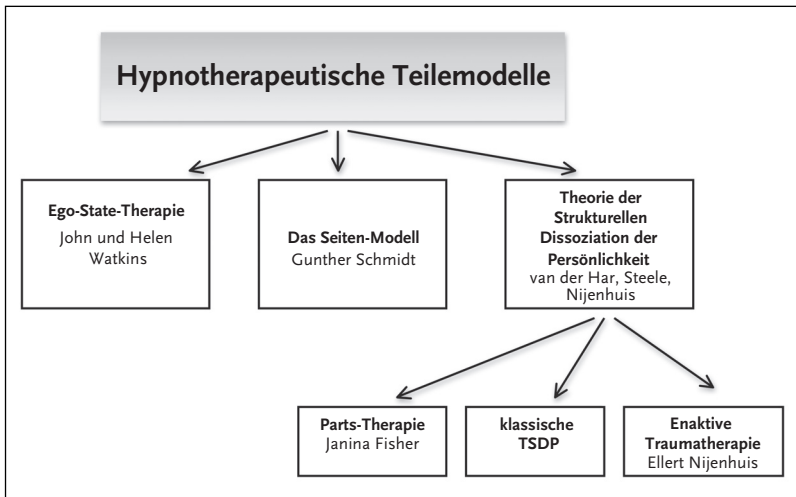 Hypnotherapeutische Teilemodelle
Ego-State-Therapie
John und Helen
Watkins
Das Seiten-Modell
Gunther Schmidt
Theorie der
Strukturellen
Dissoziation der
Persönlichkeit
van der Har, Steele,
Nijenhuis
Parts-Therapie
Janina Fisher
klassische
TSDP
Enaktive
Traumatherapie
Ellert Nijenhuis